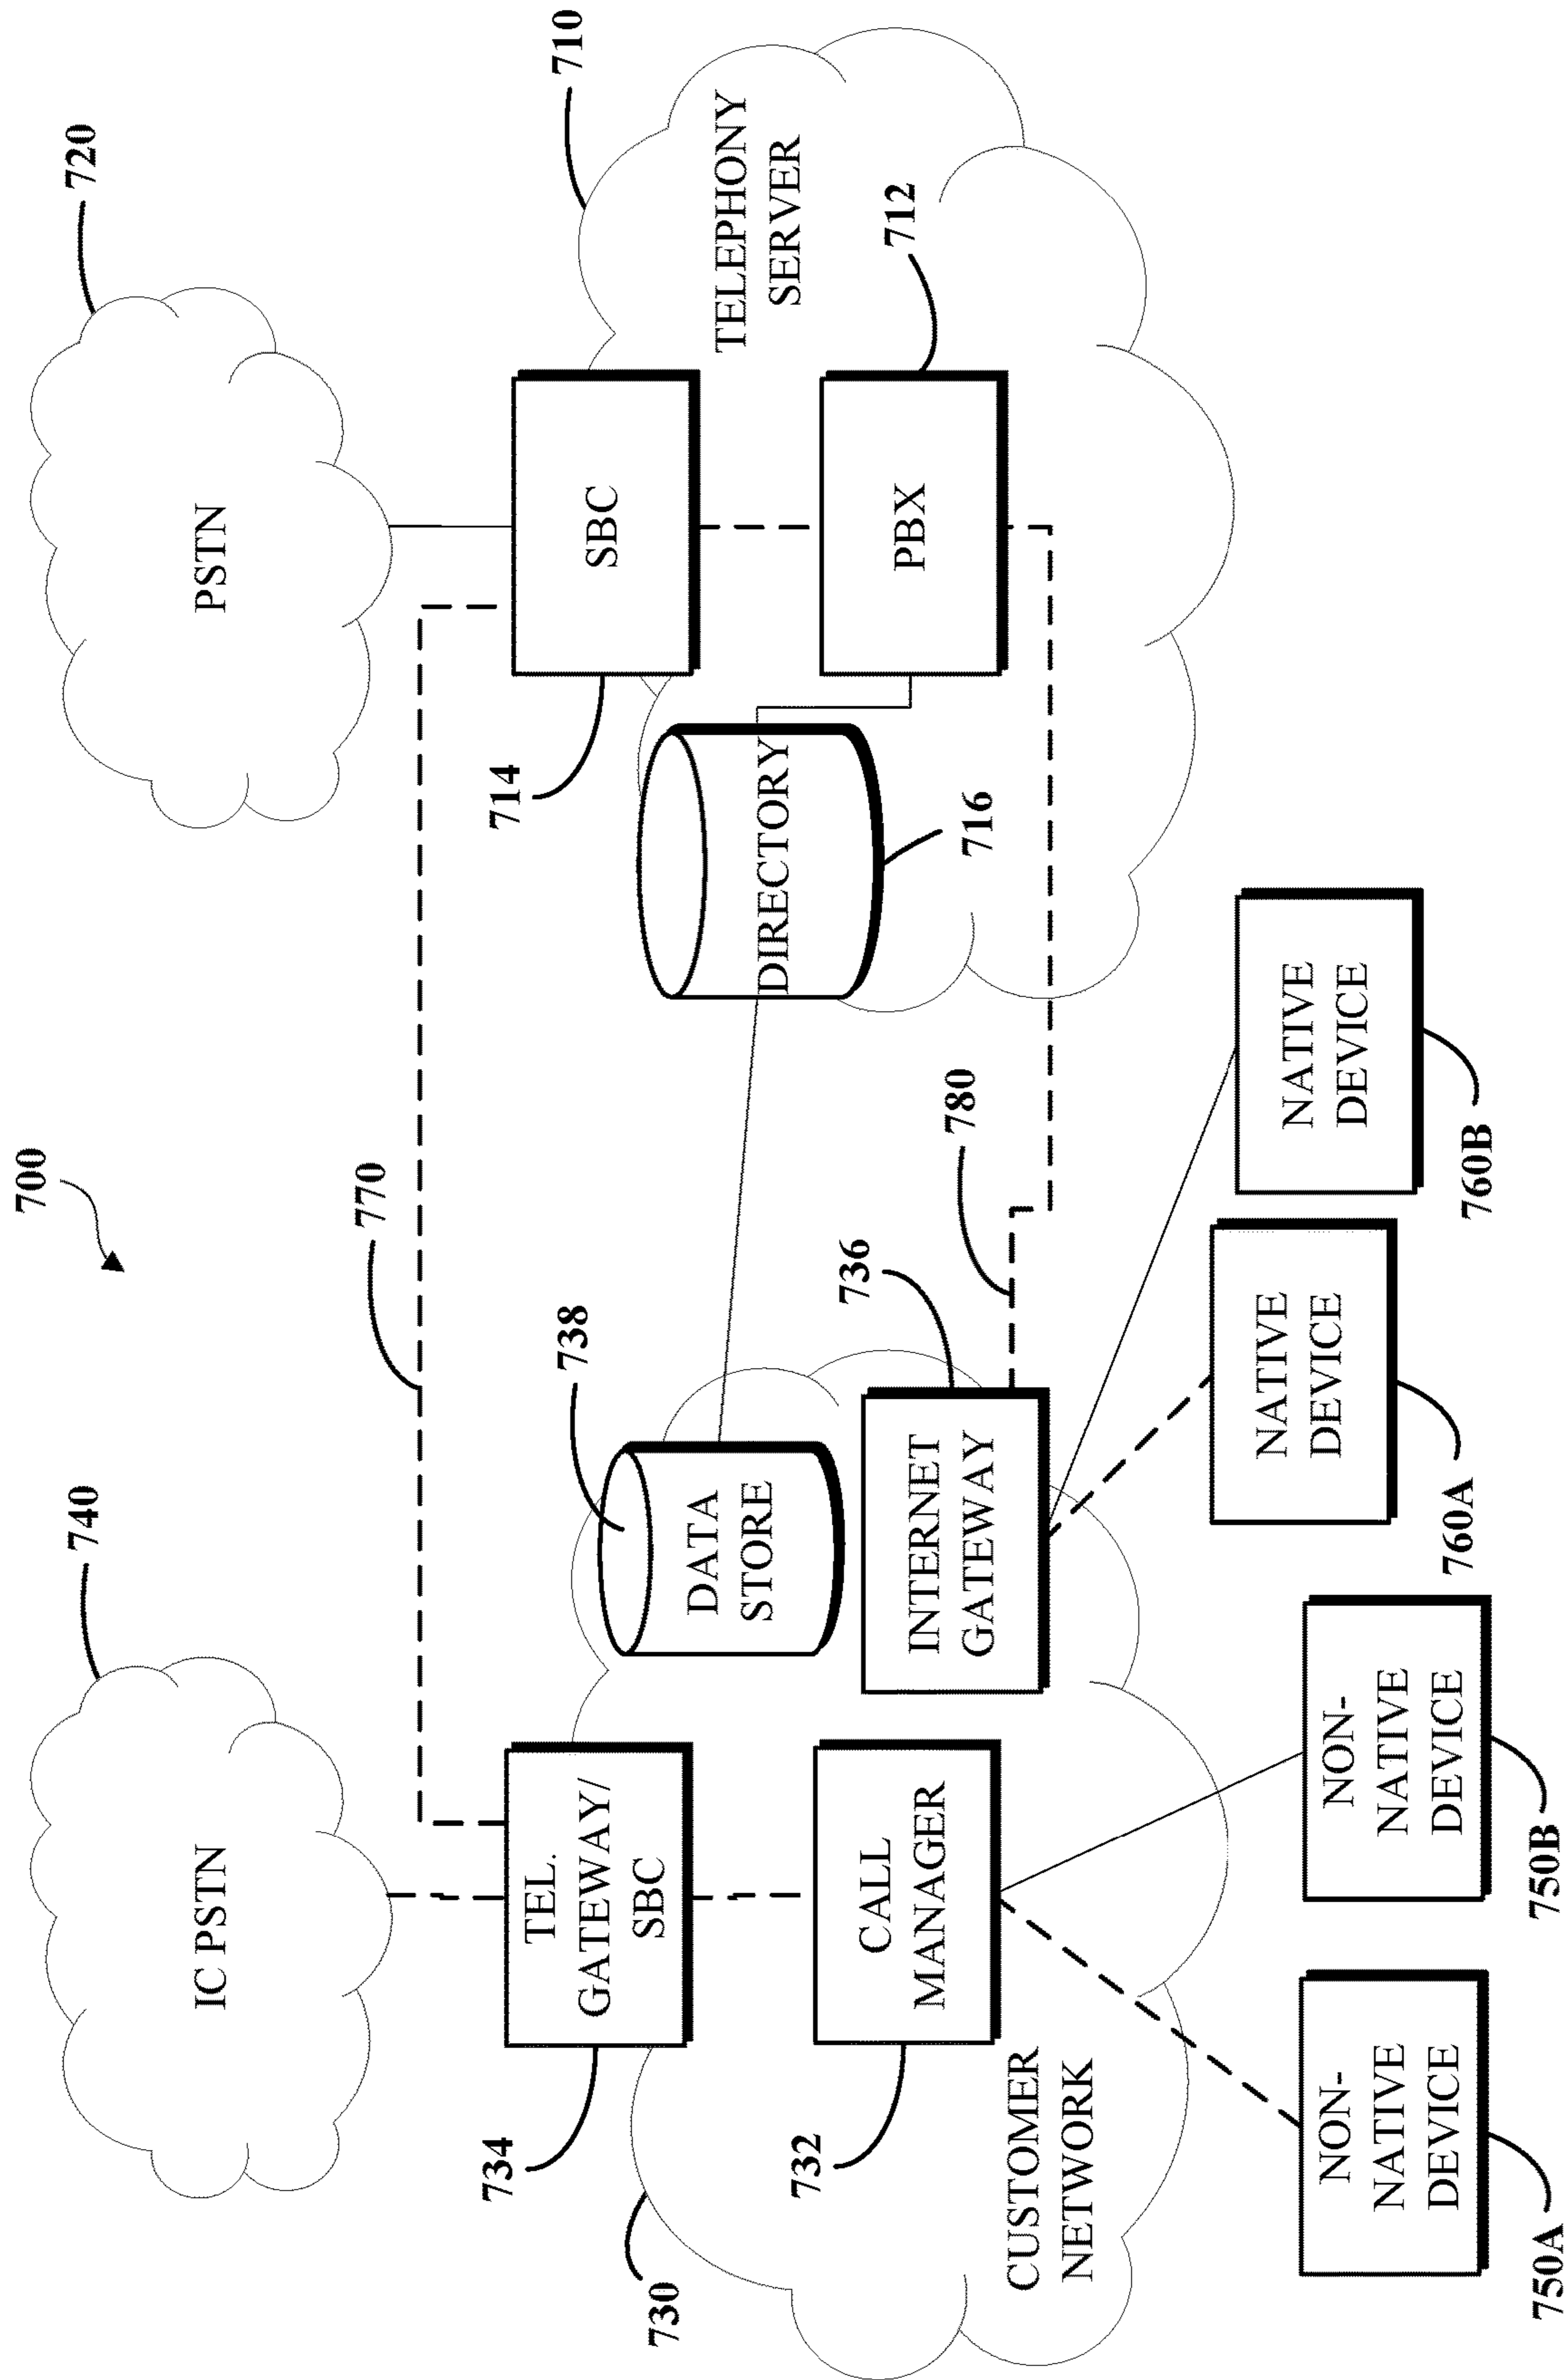 700
740
720
IC PSTN
PSTN
770
710
734
TEL.
GATEWAY/
SBC
738
DATA
STORE
714
SBC
TELEPHONY
SERVER
DIRECTORY
716
730
732
CALL
MANAGER
736
INTERNET
GATEWAY
780
PBX
712
CUSTOMER
NETWORK
NON-
NATIVE
DEVICE
750A
NON-
NATIVE
DEVICE
750B
NATIVE
DEVICE
760A
NATIVE
DEVICE
760B